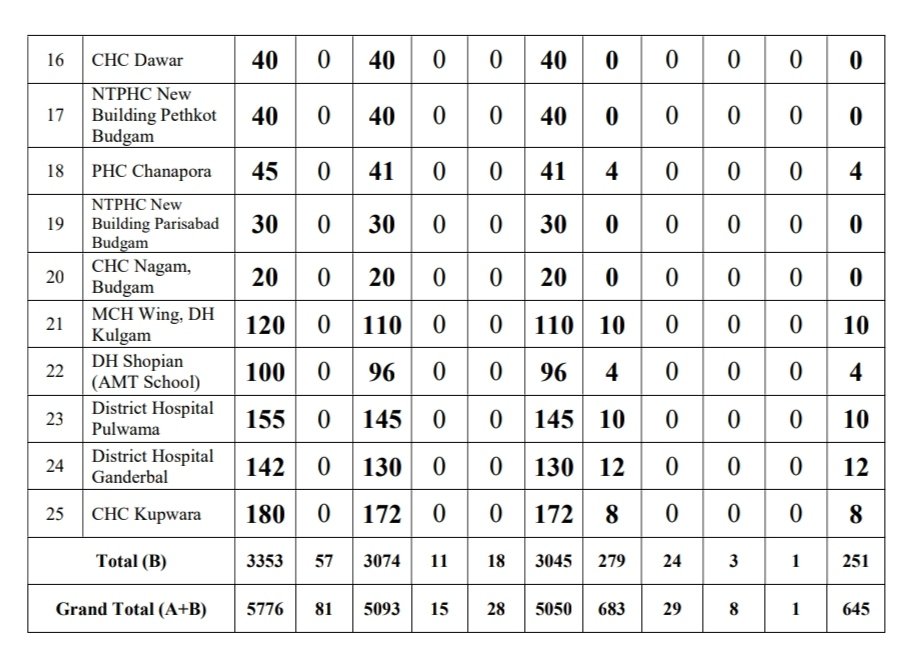 16 CHC Dawar 40 0 40 0 0 40 0 0 0 0 0
NTPHC New
17 Building Pethkot 40 0 40 0 0 40 0 0 0 0 0
Budgam
18 PHC Chanapora 45 0 41 0 0 41 4 0 0 0 4
NTPHC New
19 Building Parisabad 30 0 30 0 0 30 0 0 0 0 0
Budgam
20 CHC Nagam, 20 0 20 0 0 20 0 0 0 0 0
Budgam
21 MCH Wing, DH 120 0 110 0 0 110 10 0 0 0 10
Kulgam
22 DH Shopian 100 0 96 0 0 96 4 0 0 0 4
(AMT School)
23 District Hospital 155 0 145 0 0 145 10 0 0 0 10
Pulwama
24 District Hospital 142 0 130 0 0 130 12 0 0 0 12
Ganderbal
25 CHC Kupwara 180 0 172 0 0 172 8 0 0 0 8
Total (B) 3353 57 3074 11 18 3045 279 24 3 1 251
Grand Total (A+B) 5776 81 5093 15 28 5050 683 29 8 1 645